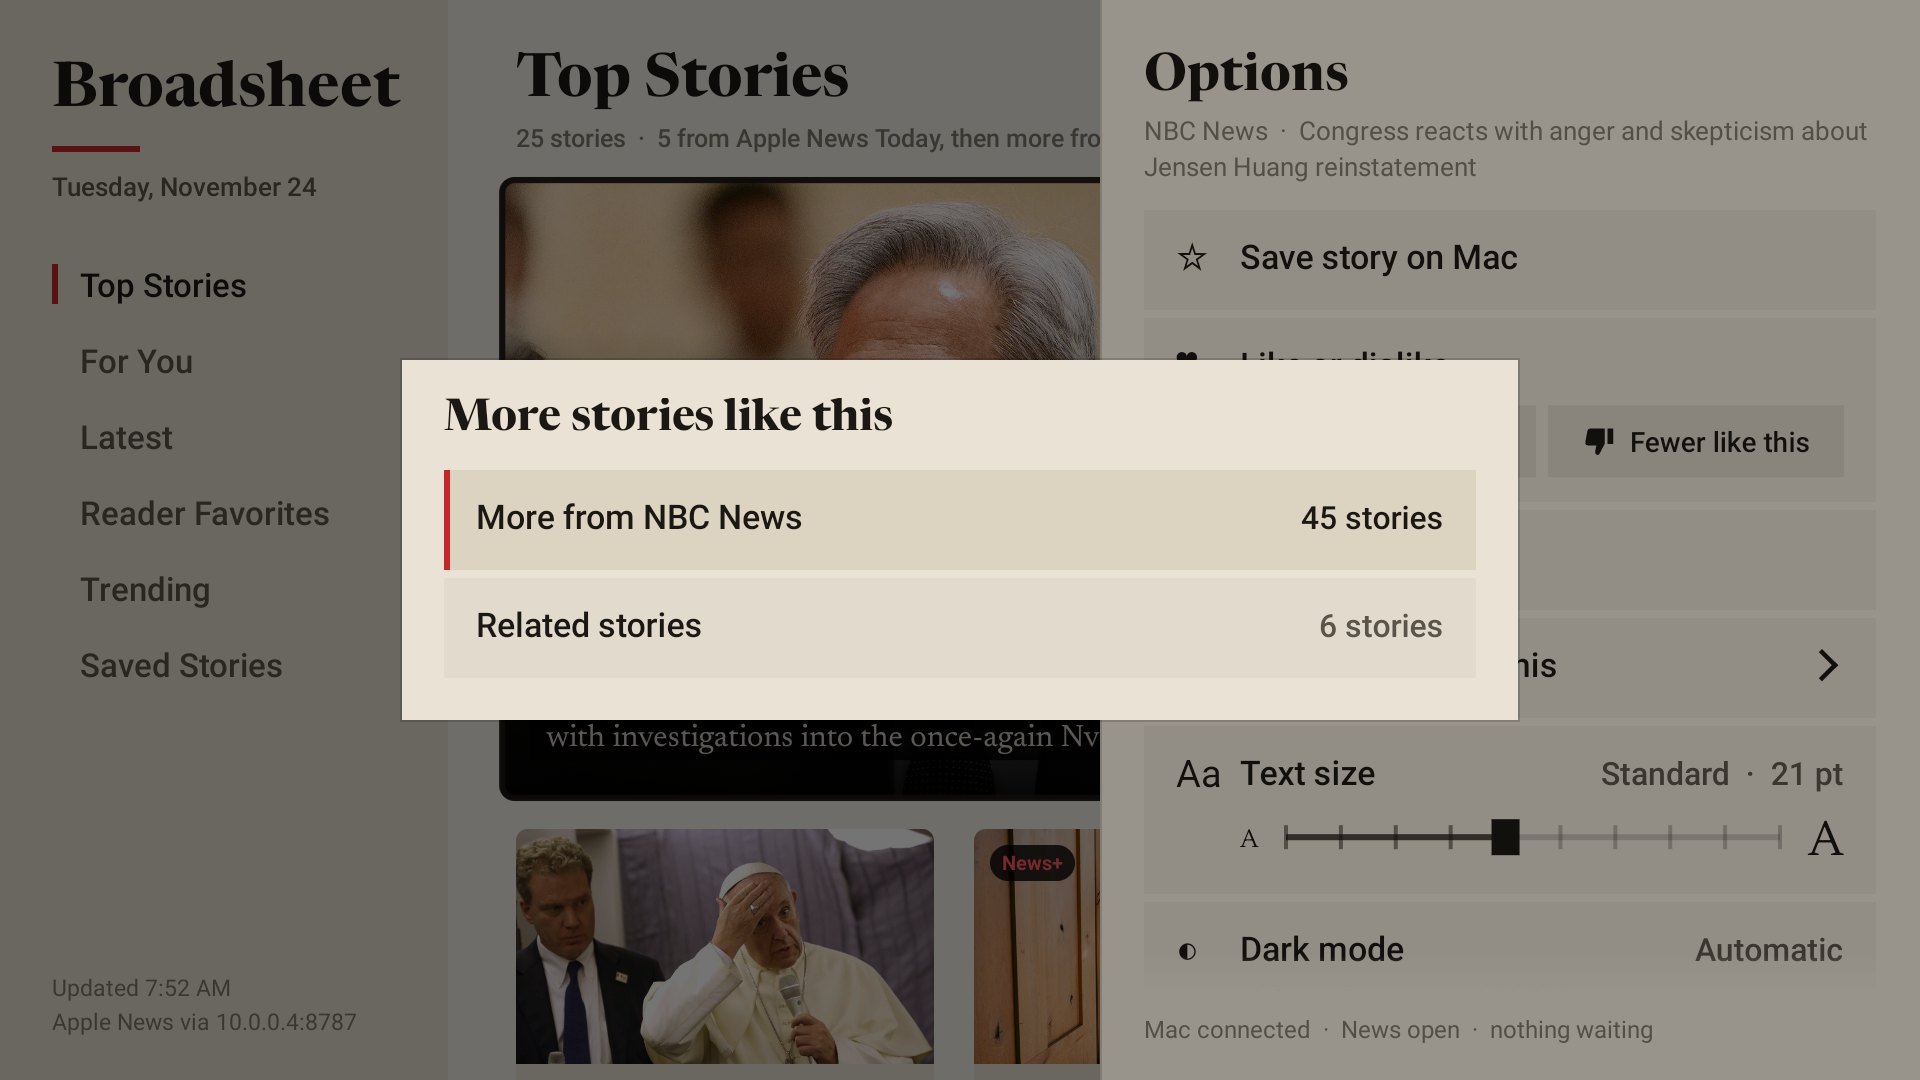 Broadsheet
Tuesday, November 24
Top Stories
For You
Latest
Reader Favorites
Trending
Saved Stories
Updated 7:52 AM
Apple News via 10.0.0.4:8787
Top Stories
25 stories · 5 from Apple News Today, then more fro
with investigations into the once-again Nv
News+
Options
NBC News · Congress reacts with anger and skepticism about
Jensen Huang reinstatement
Save story on Mac
Like or dislike
Fewer like this
his
Aa Text size Standard · 21 pt
A A
Dark mode Automatic
Mac connected · News open · nothing waiting
More stories like this
More from NBC News 45 stories
Related stories 6 stories